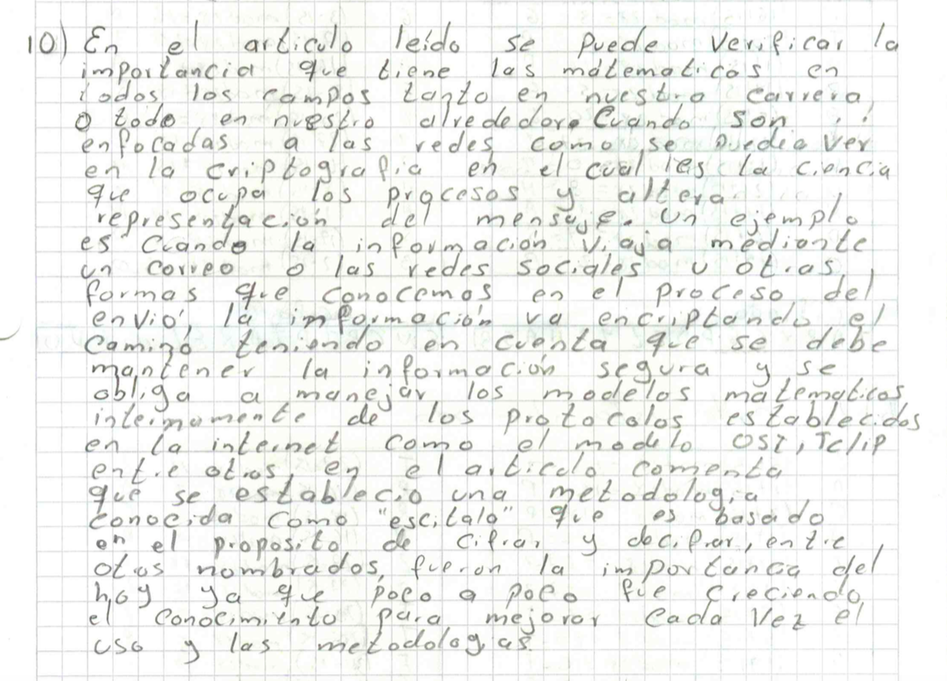 10) En el articulo leido se puede verificar la
importancia que tiene las matematicas en
todos los campos tanto en nuestra carrera,
o todo en nuestro alrededor. Cuando son
enfocadas a las redes como se puede ver
en la criptografia en el cual es la ciencia
que ocupa los procesos y altera
representación del mensaje. Un ejemplo
es cuando la información viaja mediante
un correo o las redes sociales u otras
formas que conocemos en el proceso del
envió, la información va encriptando el
camino teniendo en cuenta que se debe
mantener la información segura y se
obliga a manejar los modelos matematicos
internamente de los protocolos establecidos
en la internet como el modelo OSI, Tc/ip
entre otros, en el articulo comenta
que se establecio una metodologia
conocida como "escitala" que es basado
en el proposito de cifrar y decifrar, entre
otros nombrados, fueron la importancia del
hoy ya que poco a poco fue creciendo
el conocimiento para mejorar cada vez el
uso y las metodologias.